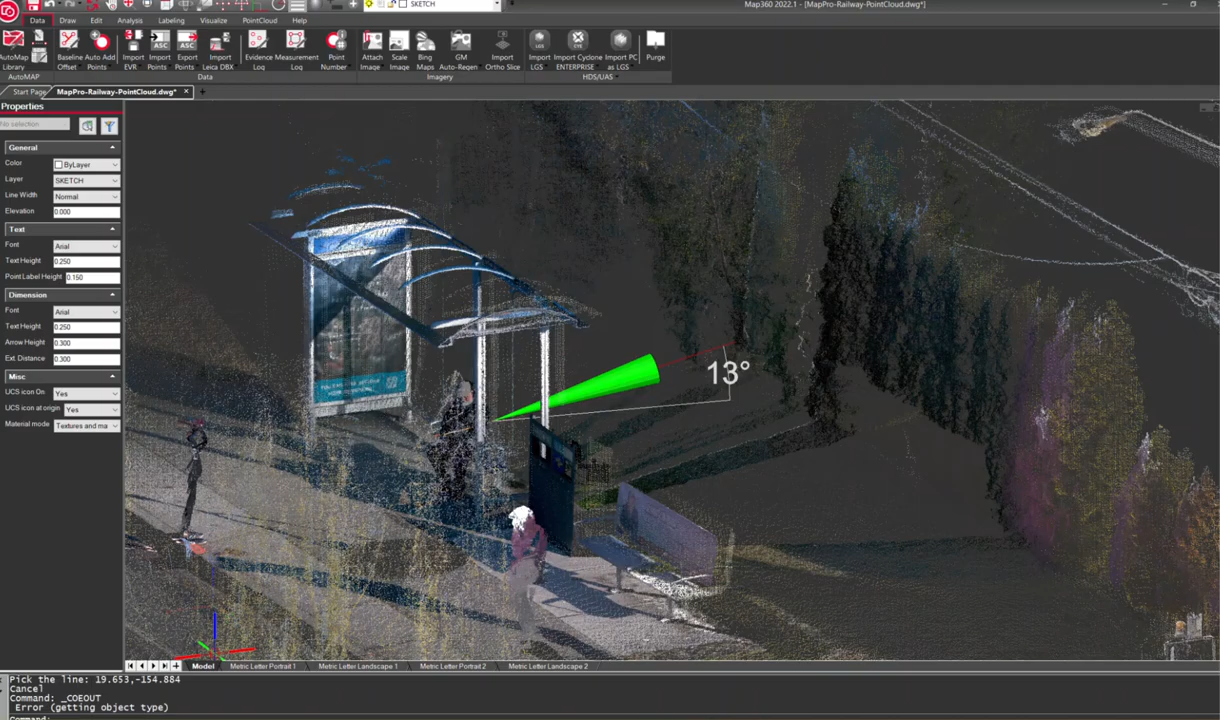 SKETCH
Map360 2022.1 - [MapPro-Railway-PointCloud.dwg*]
Data Draw Edit Analysis Labeling Visualize PointCloud Help
AutoMap Library
Baseline Offset
Auto Add Points
Import EVR
Import Points
Export Points
Import Leica DBX
Evidence Log
Measurement Log
Point Number
Attach Image
Scale Image
Bing Maps
GM Auto-Regen
Import Ortho Slice
Import LGS
Import Cyclone ENTERPRISE
Import PC as LGS
Purge
AutoMAP Data Imagery HDS/UAS
Start Page MapPro-Railway-PointCloud.dwg*
Properties
No selection
General
Color ByLayer
Layer SKETCH
Line Width Normal
Elevation 0.000
Text
Font Arial
Text Height 0.250
Point Label Height 0.150
Dimension
Font Arial
Text Height 0.250
Arrow Height 0.300
Ext. Distance 0.300
Misc
UCS icon On Yes
UCS icon at origin Yes
Material mode Textures and ma
13°
Model Metric Letter Portrait 1 Metric Letter Landscape 1 Metric Letter Portrait 2 Metric Letter Landscape 2
Pick the line: 19.653,-154.884
Cancel
Command: _COEOUT
Error (getting object type)
Command: